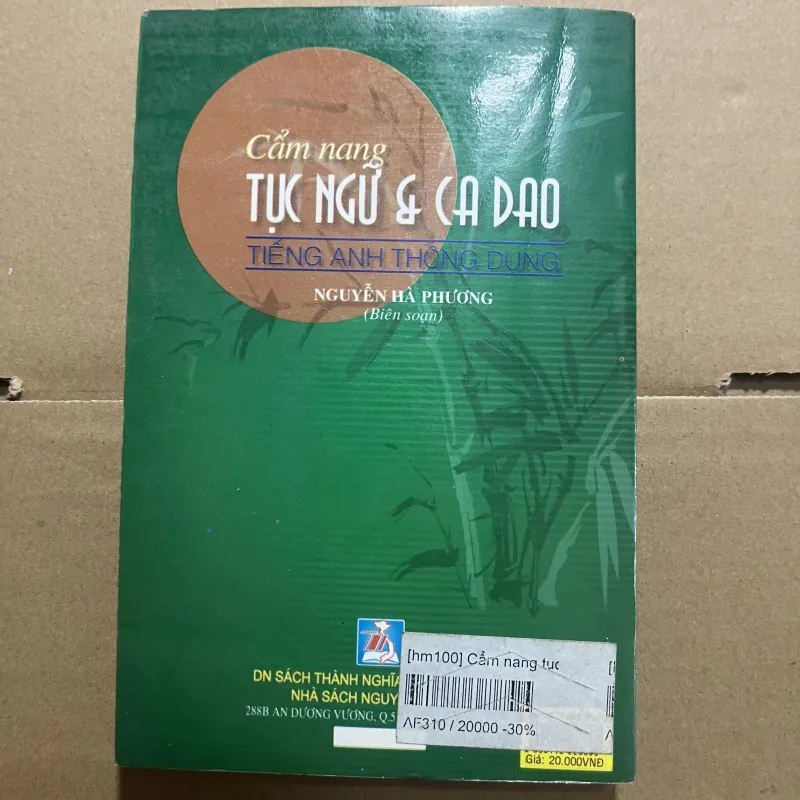 Cẩm nang
TỤC NGỮ & CA DAO
TIẾNG ANH THÔNG DỤNG
NGUYỄN HÀ PHƯƠNG
(Biên soạn)
DN SÁCH THÀNH NGHĨA
NHÀ SÁCH
288B AN DƯƠNG VƯƠNG, Q.5
[hm100] Cẩm nang tục
AF310 / 20000 -30%
Giá: 20.000VNĐ